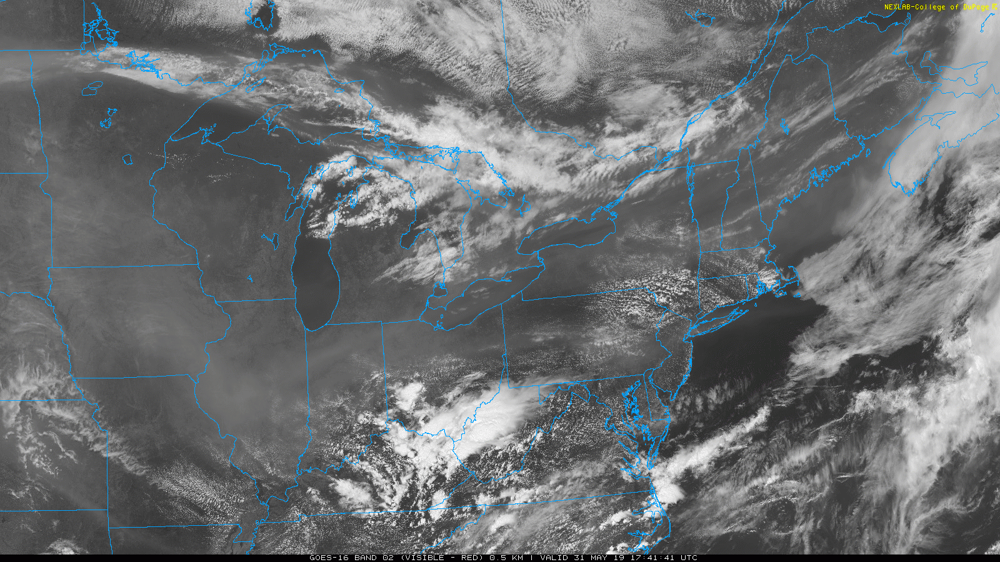 NEXLAB-College of DuPage
GOES-16 BAND 02 (VISIBLE - RED) 0.5 KM | VALID 31 MAY 19 17:41:41 UTC